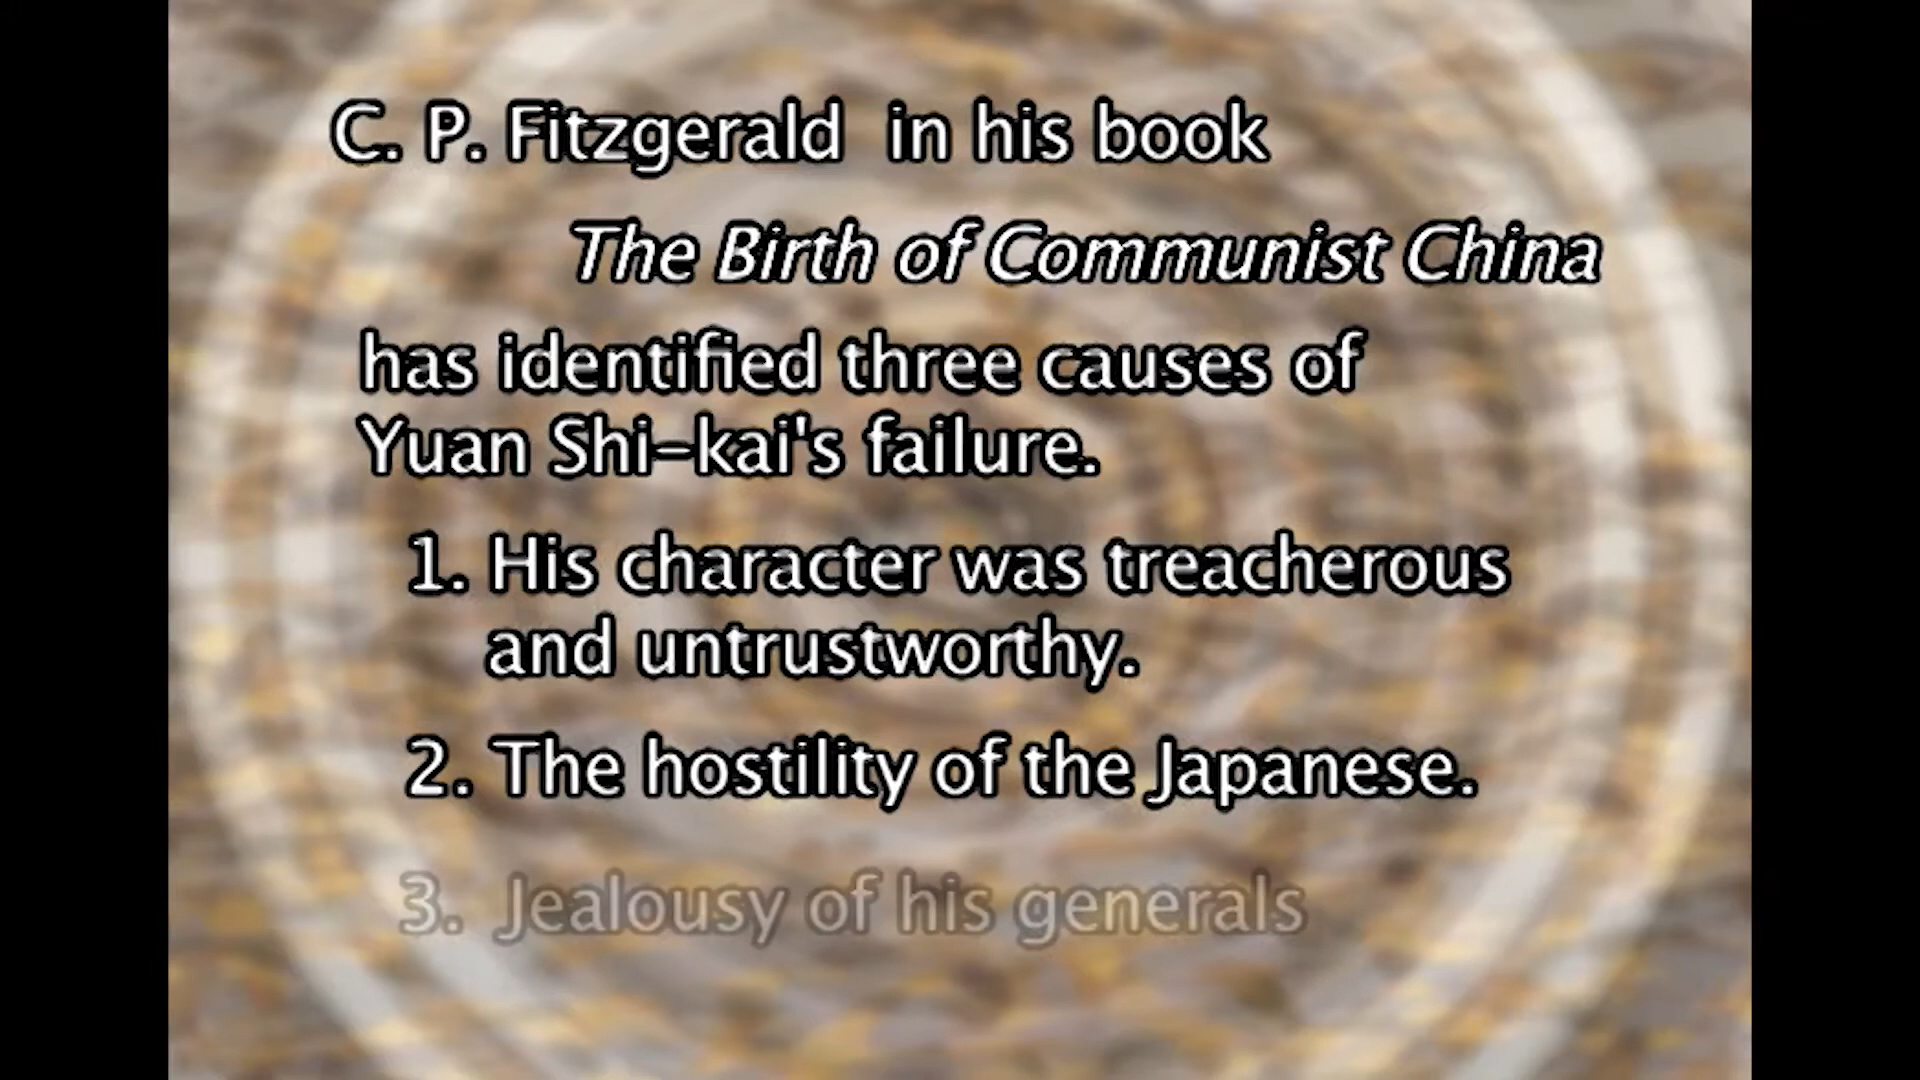 C. P. Fitzgerald in his book
The Birth of Communist China
has identified three causes of
Yuan Shi-kai's failure.
1. His character was treacherous
and untrustworthy.
2. The hostility of the Japanese.
3. Jealousy of his generals